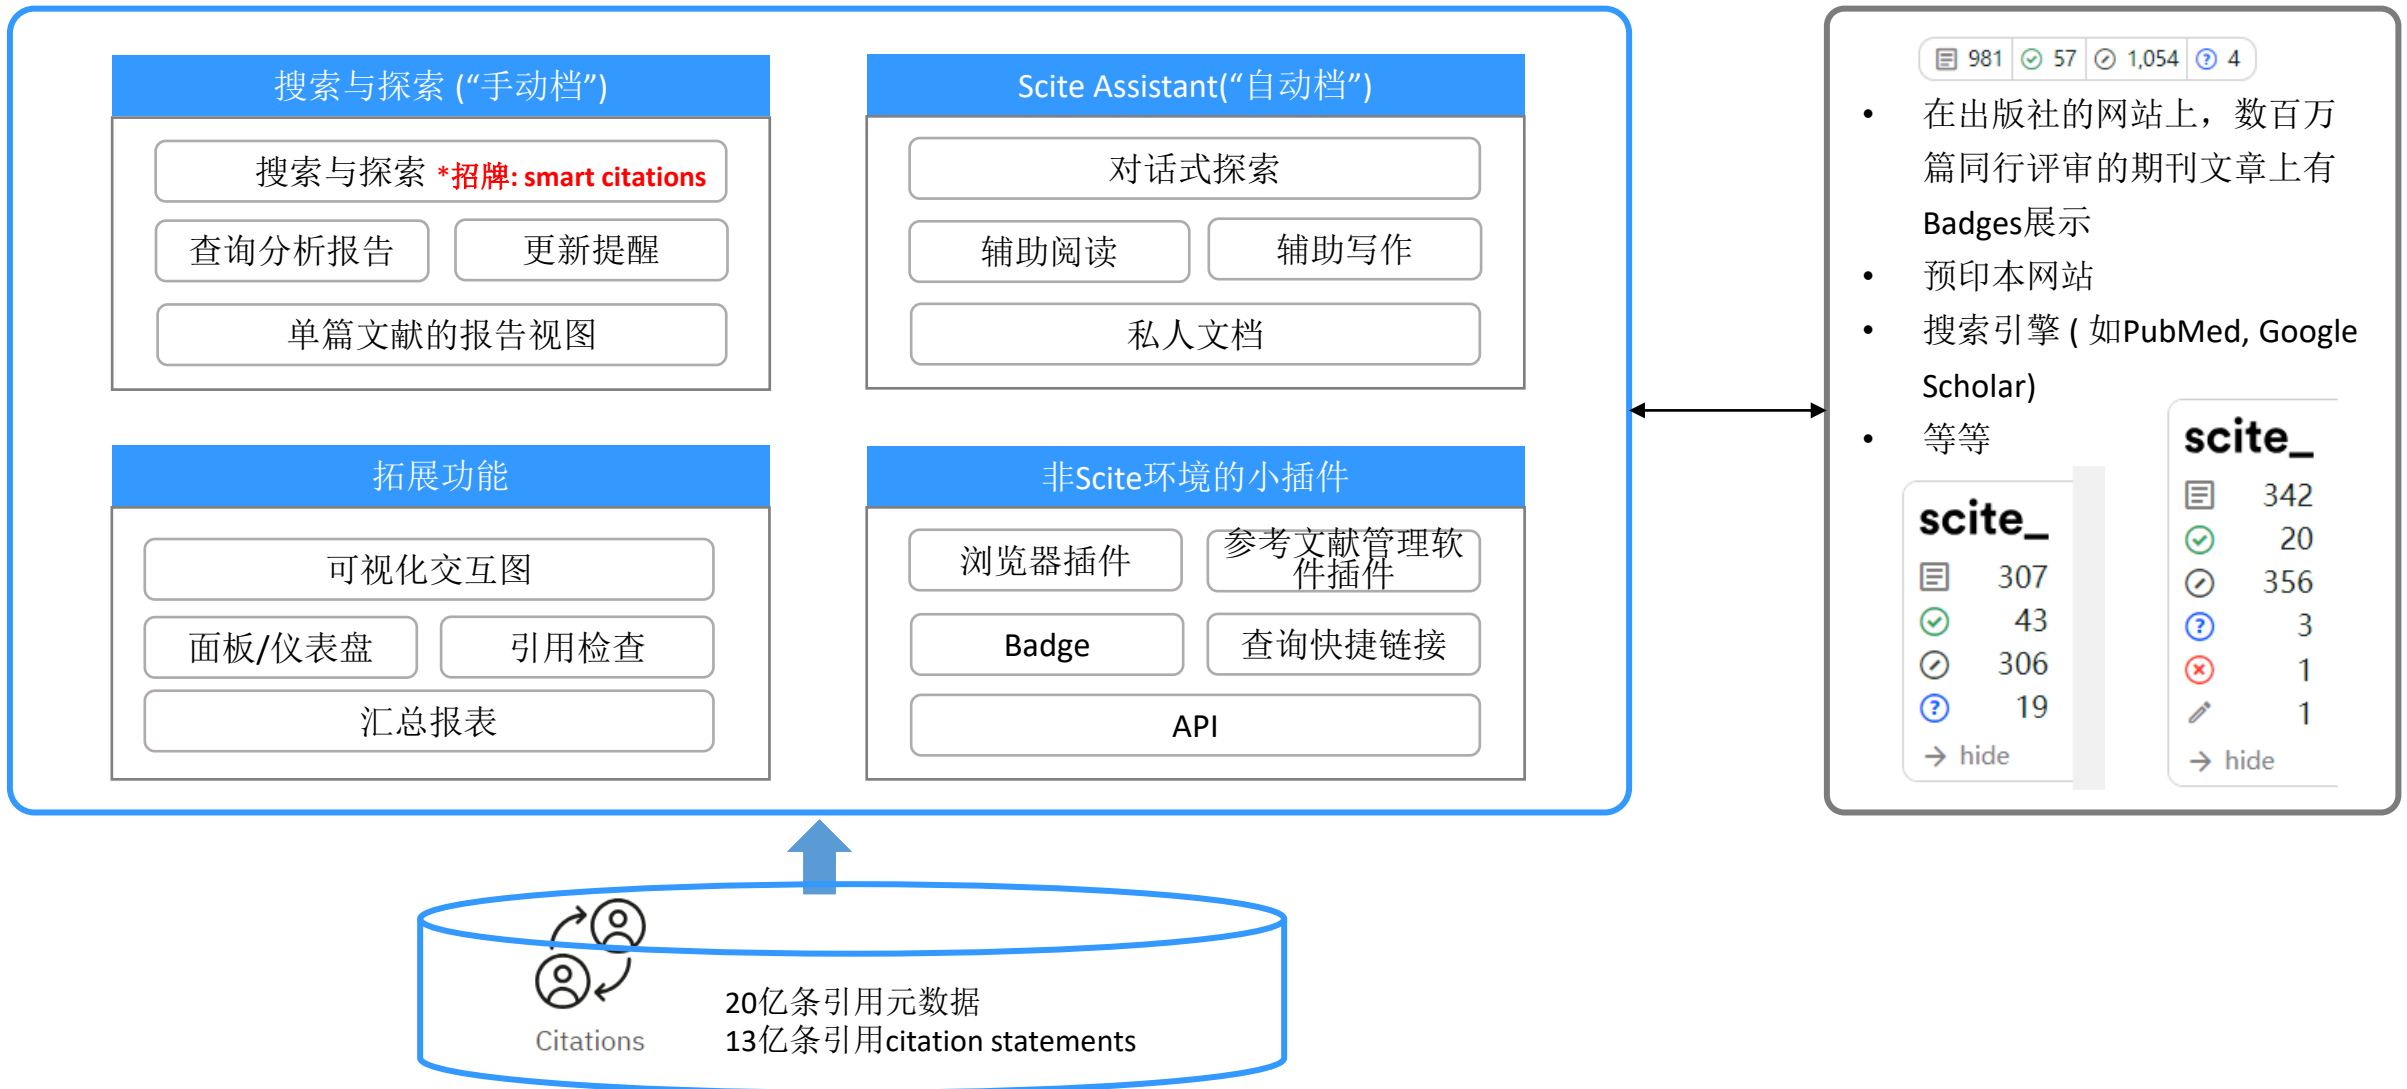 搜索与探索 (“手动档”)
搜索与探索 *招牌: smart citations
查询分析报告
更新提醒
单篇文献的报告视图
Scite Assistant(“自动档”)
对话式探索
辅助阅读
辅助写作
私人文档
拓展功能
可视化交互图
面板/仪表盘
引用检查
汇总报表
非Scite环境的小插件
浏览器插件
参考文献管理软
件插件
Badge
查询快捷链接
API
981 57 1,054 4
• 在出版社的网站上，数百万
篇同行评审的期刊文章上有
Badges展示
• 预印本网站
• 搜索引擎 ( 如PubMed, Google
Scholar)
• 等等
scite_
307
43
306
19
→ hide
scite_
342
20
356
3
1
1
→ hide
Citations
20亿条引用元数据
13亿条引用citation statements